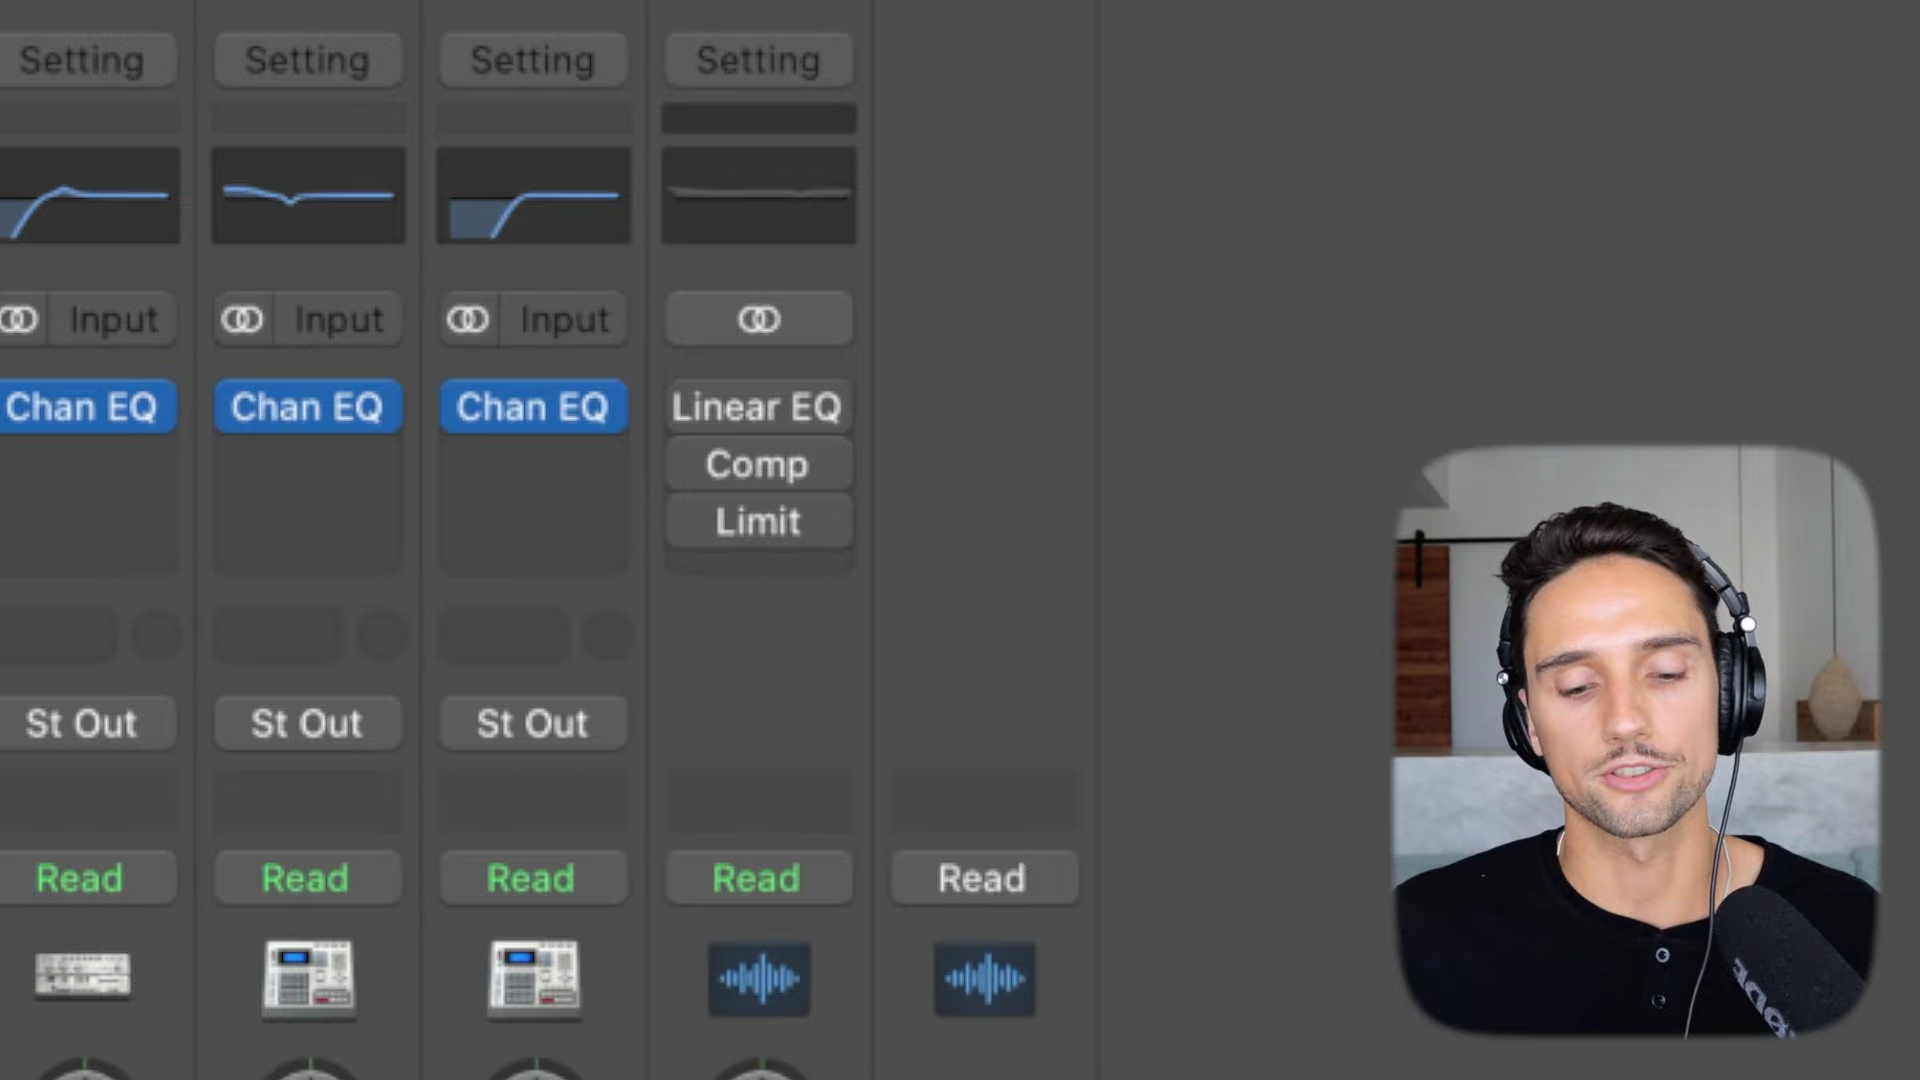 Setting Setting Setting Setting
Input Input Input
Chan EQ Chan EQ Chan EQ Linear EQ
Comp
Limit
St Out St Out St Out
Read Read Read Read Read
RØDE